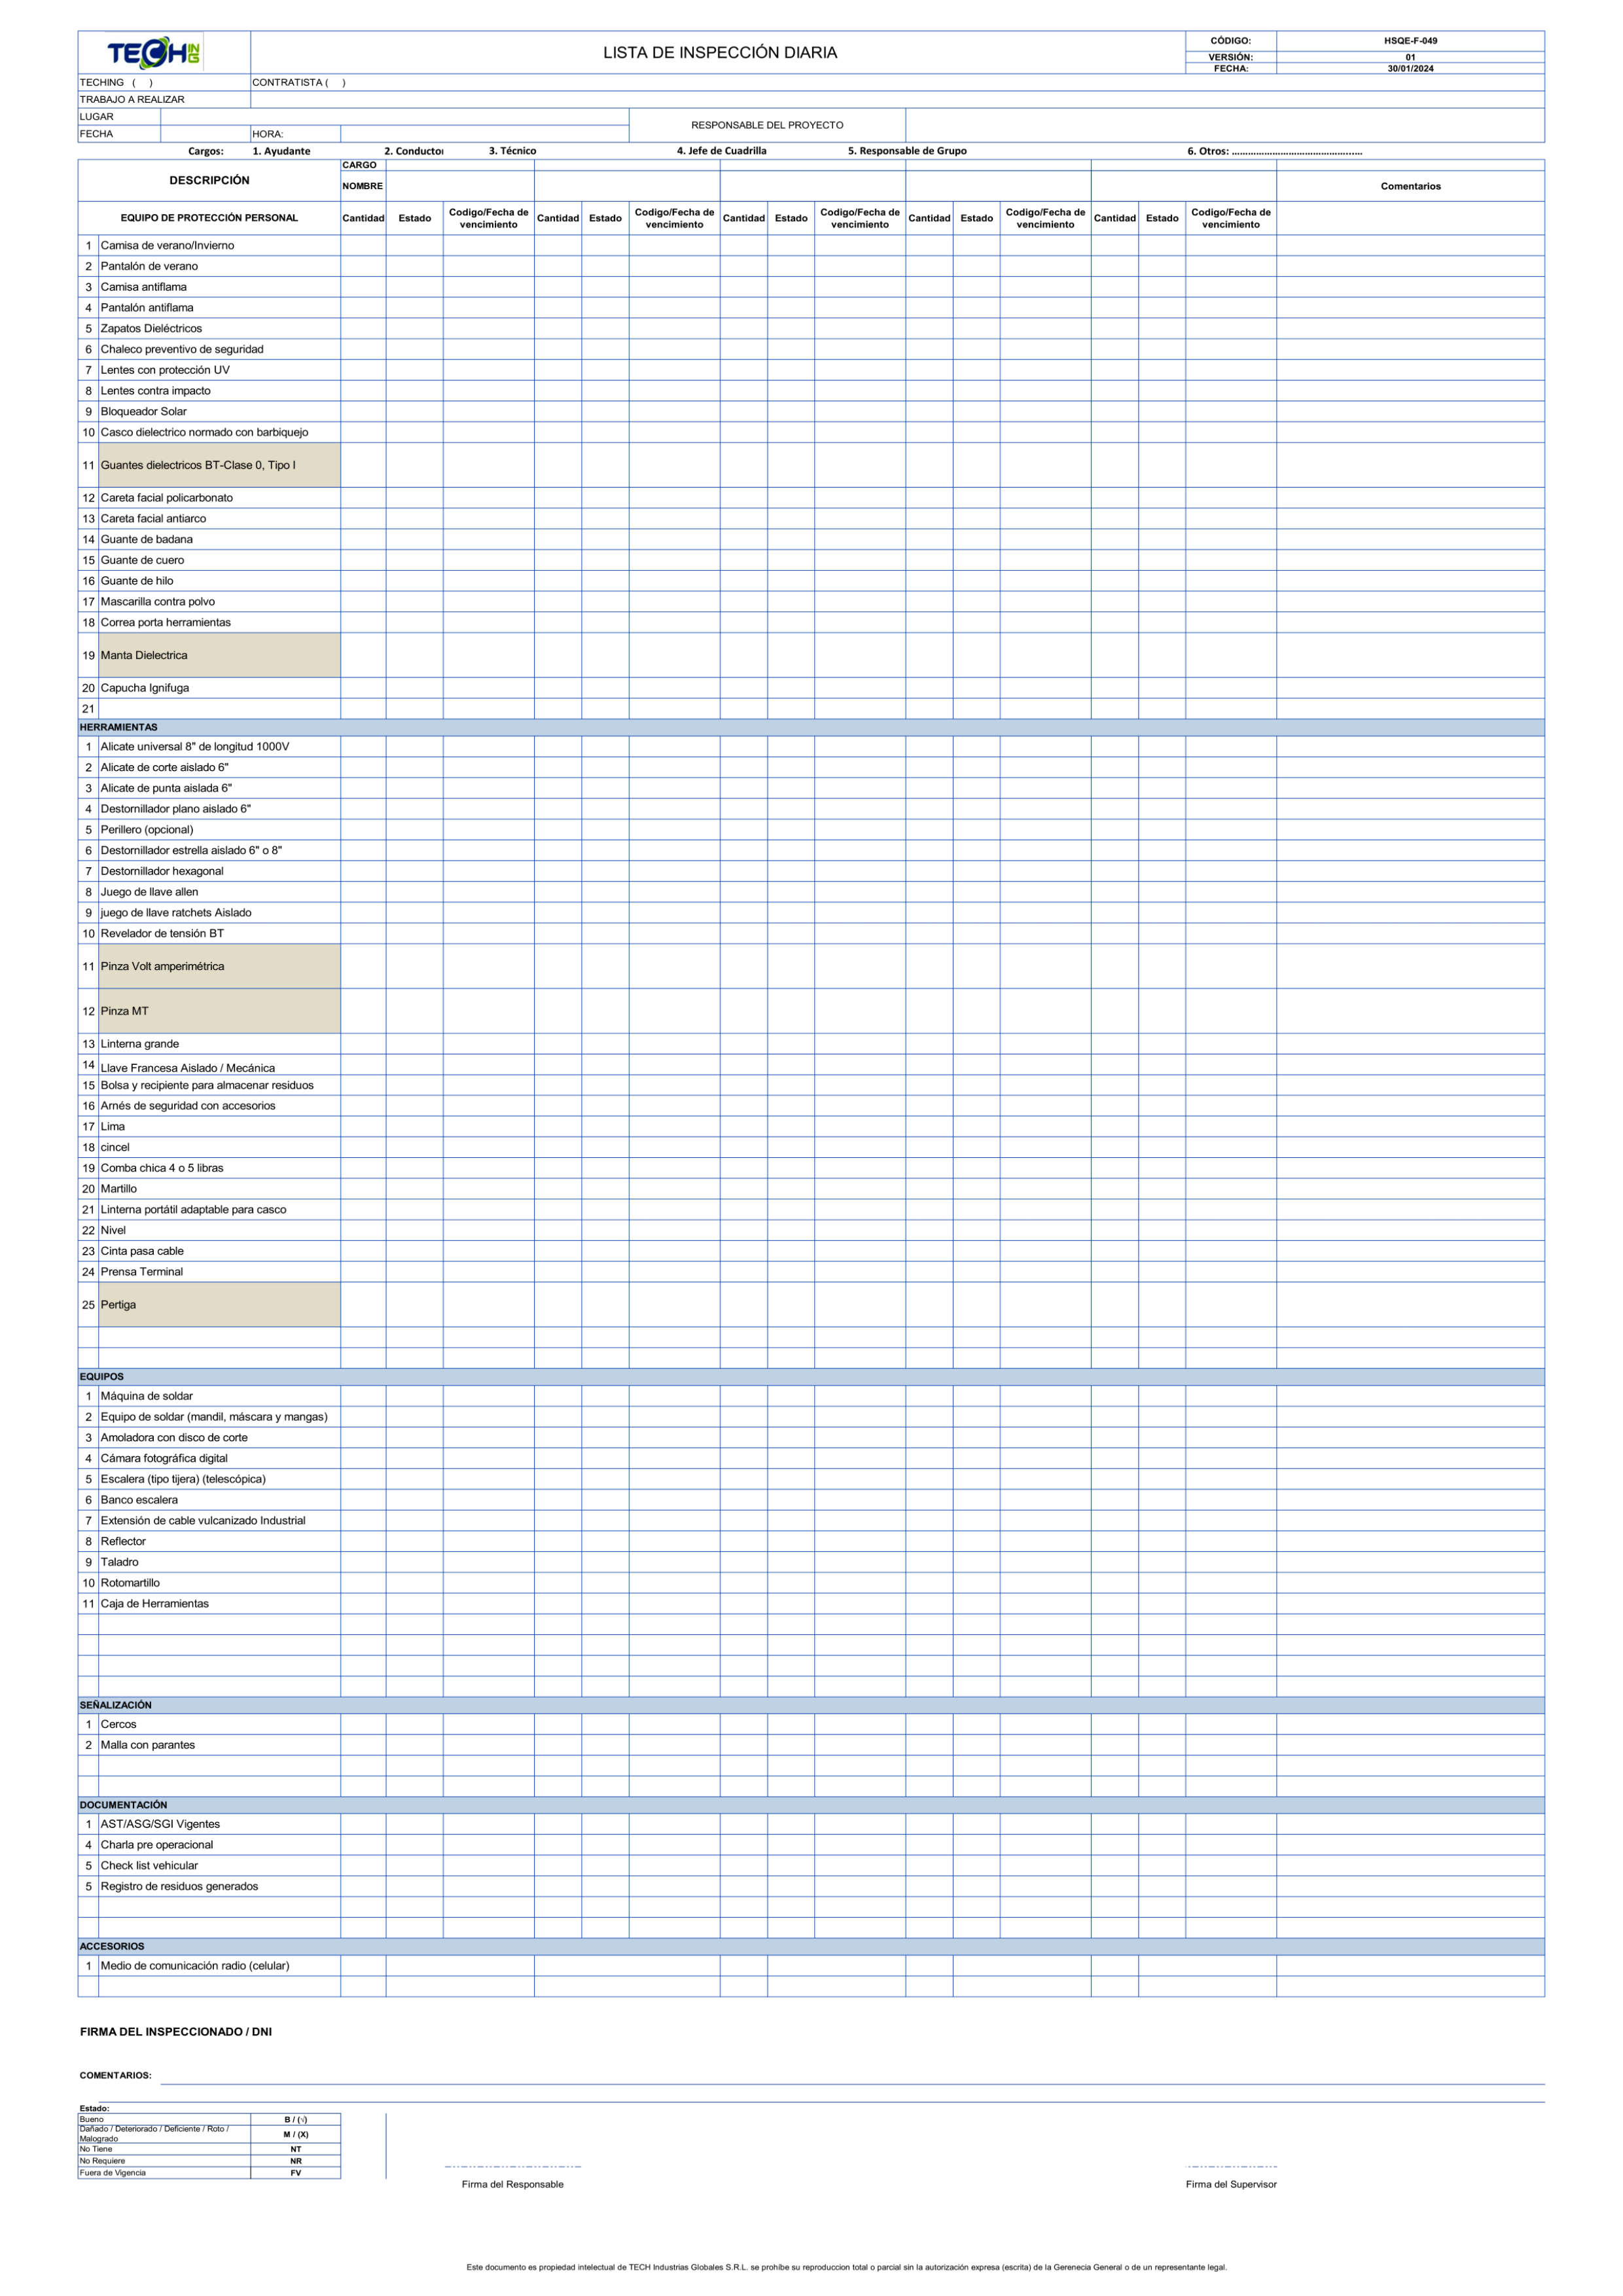 TECHING
LISTA DE INSPECCIÓN DIARIA
CÓDIGO: HSQE-F-049
VERSIÓN: 01
FECHA: 30/01/2024
TECHING ( ) CONTRATISTA ( )
TRABAJO A REALIZAR
LUGAR
RESPONSABLE DEL PROYECTO
FECHA HORA:
Cargos: 1. Ayudante 2. Conductor 3. Técnico 4. Jefe de Cuadrilla 5. Responsable de Grupo 6. Otros: ................................................
DESCRIPCIÓN CARGO
NOMBRE Comentarios
EQUIPO DE PROTECCIÓN PERSONAL Cantidad Estado Codigo/Fecha de vencimiento Cantidad Estado Codigo/Fecha de vencimiento Cantidad Estado Codigo/Fecha de vencimiento Cantidad Estado Codigo/Fecha de vencimiento Cantidad Estado Codigo/Fecha de vencimiento
1 Camisa de verano/Invierno
2 Pantalón de verano
3 Camisa antiflama
4 Pantalón antiflama
5 Zapatos Dieléctricos
6 Chaleco preventivo de seguridad
7 Lentes con protección UV
8 Lentes contra impacto
9 Bloqueador Solar
10 Casco dielectrico normado con barbiquejo
11 Guantes dielectricos BT-Clase 0, Tipo I
12 Careta facial policarbonato
13 Careta facial antiarco
14 Guante de badana
15 Guante de cuero
16 Guante de hilo
17 Mascarilla contra polvo
18 Correa porta herramientas
19 Manta Dielectrica
20 Capucha Ignifuga
21
HERRAMIENTAS
1 Alicate universal 8" de longitud 1000V
2 Alicate de corte aislado 6"
3 Alicate de punta aislada 6"
4 Destornillador plano aislado 6"
5 Perillero (opcional)
6 Destornillador estrella aislado 6" o 8"
7 Destornillador hexagonal
8 Juego de llave allen
9 juego de llave ratchets Aislado
10 Revelador de tensión BT
11 Pinza Volt amperimétrica
12 Pinza MT
13 Linterna grande
14 Llave Francesa Aislado / Mecánica
15 Bolsa y recipiente para almacenar residuos
16 Arnés de seguridad con accesorios
17 Lima
18 cincel
19 Comba chica 4 o 5 libras
20 Martillo
21 Linterna portátil adaptable para casco
22 Nivel
23 Cinta pasa cable
24 Prensa Terminal
25 Pertiga
EQUIPOS
1 Máquina de soldar
2 Equipo de soldar (mandil, máscara y mangas)
3 Amoladora con disco de corte
4 Cámara fotográfica digital
5 Escalera (tipo tijera) (telescópica)
6 Banco escalera
7 Extensión de cable vulcanizado Industrial
8 Reflector
9 Taladro
10 Rotomartillo
11 Caja de Herramientas
SEÑALIZACIÓN
1 Cercos
2 Malla con parantes
DOCUMENTACIÓN
1 AST/ASG/SGI Vigentes
4 Charla pre operacional
5 Check list vehicular
5 Registro de residuos generados
ACCESORIOS
1 Medio de comunicación radio (celular)
FIRMA DEL INSPECCIONADO / DNI
COMENTARIOS:
Estado:
Bueno B / (√)
Dañado / Deteriorado / Deficiente / Roto / Malogrado M / (X)
No Tiene NT
No Requiere NR
Fuera de Vigencia FV
Firma del Responsable Firma del Supervisor
Este documento es propiedad intelectual de TECH Industrias Globales S.R.L. se prohibe su reproduccion total o parcial sin la autorización expresa (escrita) de la Gerenecia General o de un representante legal.